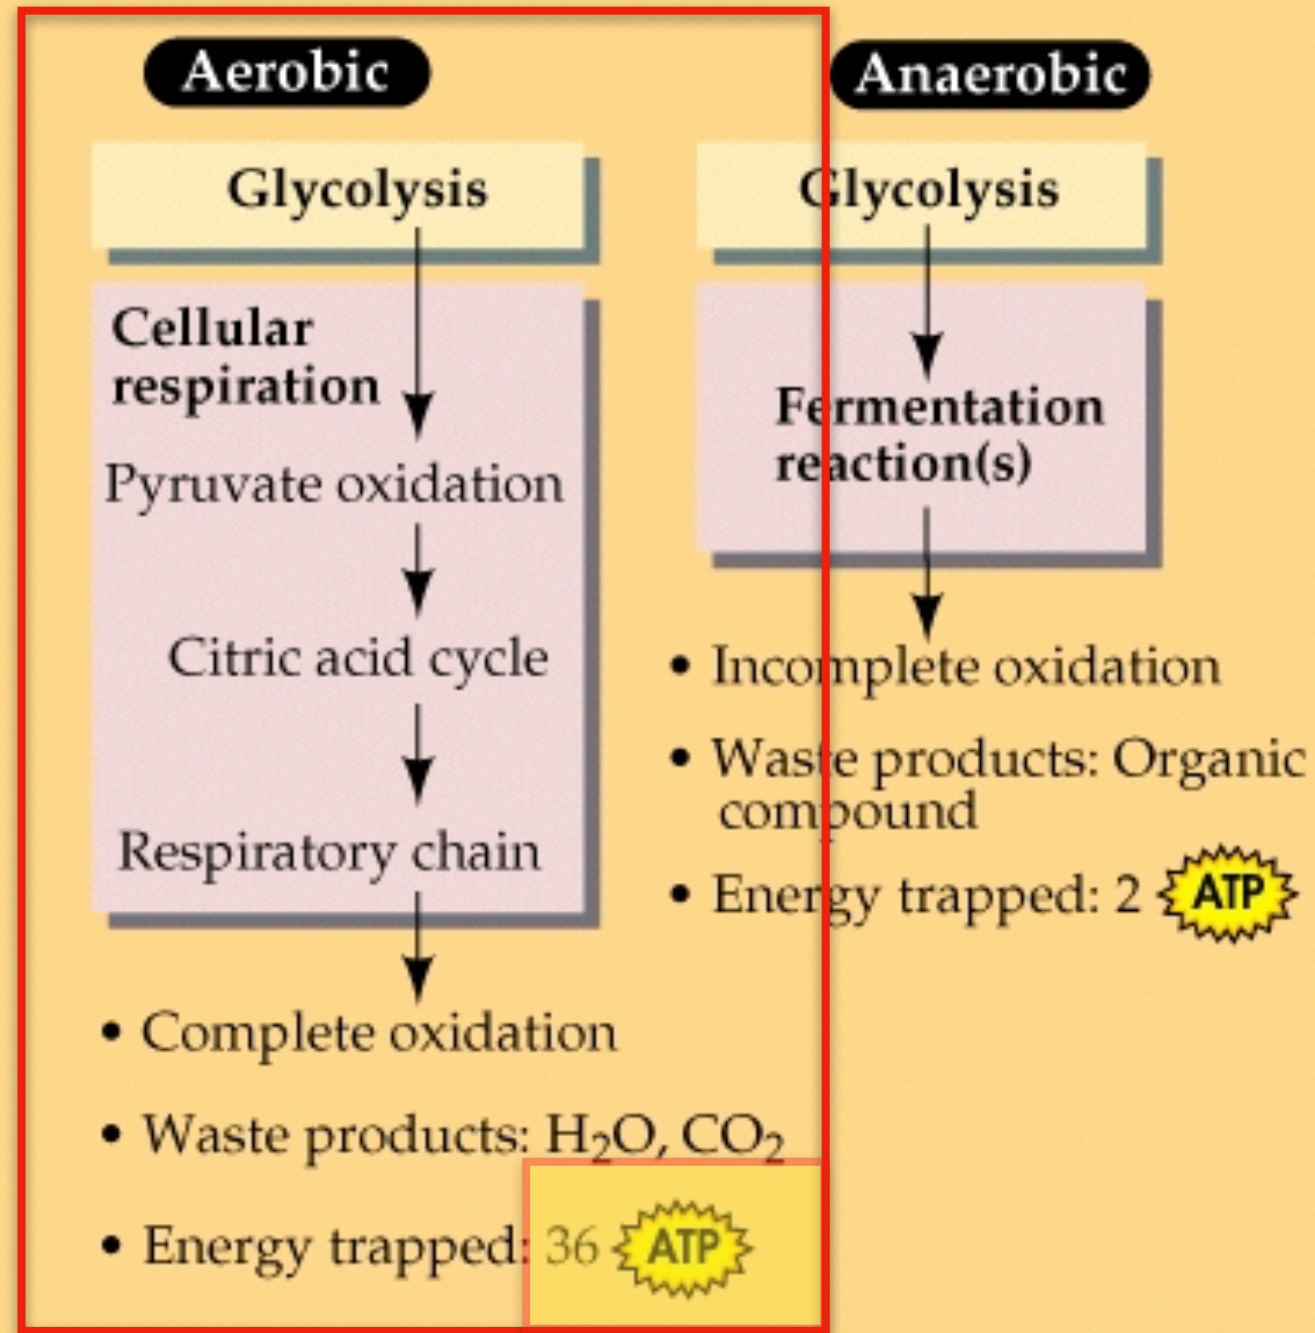 Aerobic
Glycolysis
Cellular
respiration
Pyruvate oxidation
Citric acid cycle
Respiratory chain
• Complete oxidation
• Waste products: H₂O, CO₂
• Energy trapped: 36 ATP
Anaerobic
Glycolysis
Fermentation
reaction(s)
• Incomplete oxidation
• Waste products: Organic
compound
• Energy trapped: 2 ATP